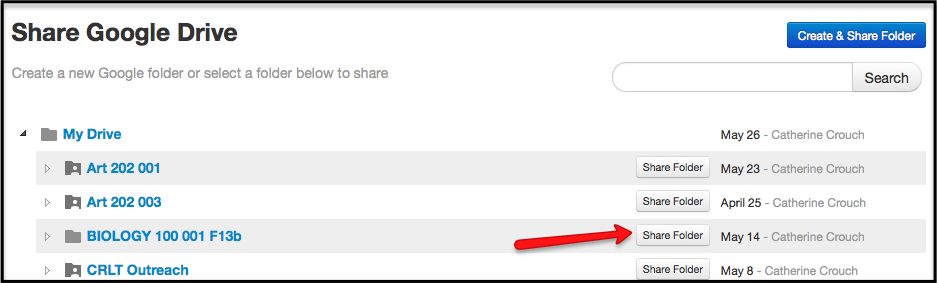 Share Google Drive
Create & Share Folder
Create a new Google folder or select a folder below to share
Search
My Drive May 26 - Catherine Crouch
Art 202 001 Share Folder May 23 - Catherine Crouch
Art 202 003 Share Folder April 25 - Catherine Crouch
BIOLOGY 100 001 F13b Share Folder May 14 - Catherine Crouch
CRLT Outreach Share Folder May 8 - Catherine Crouch